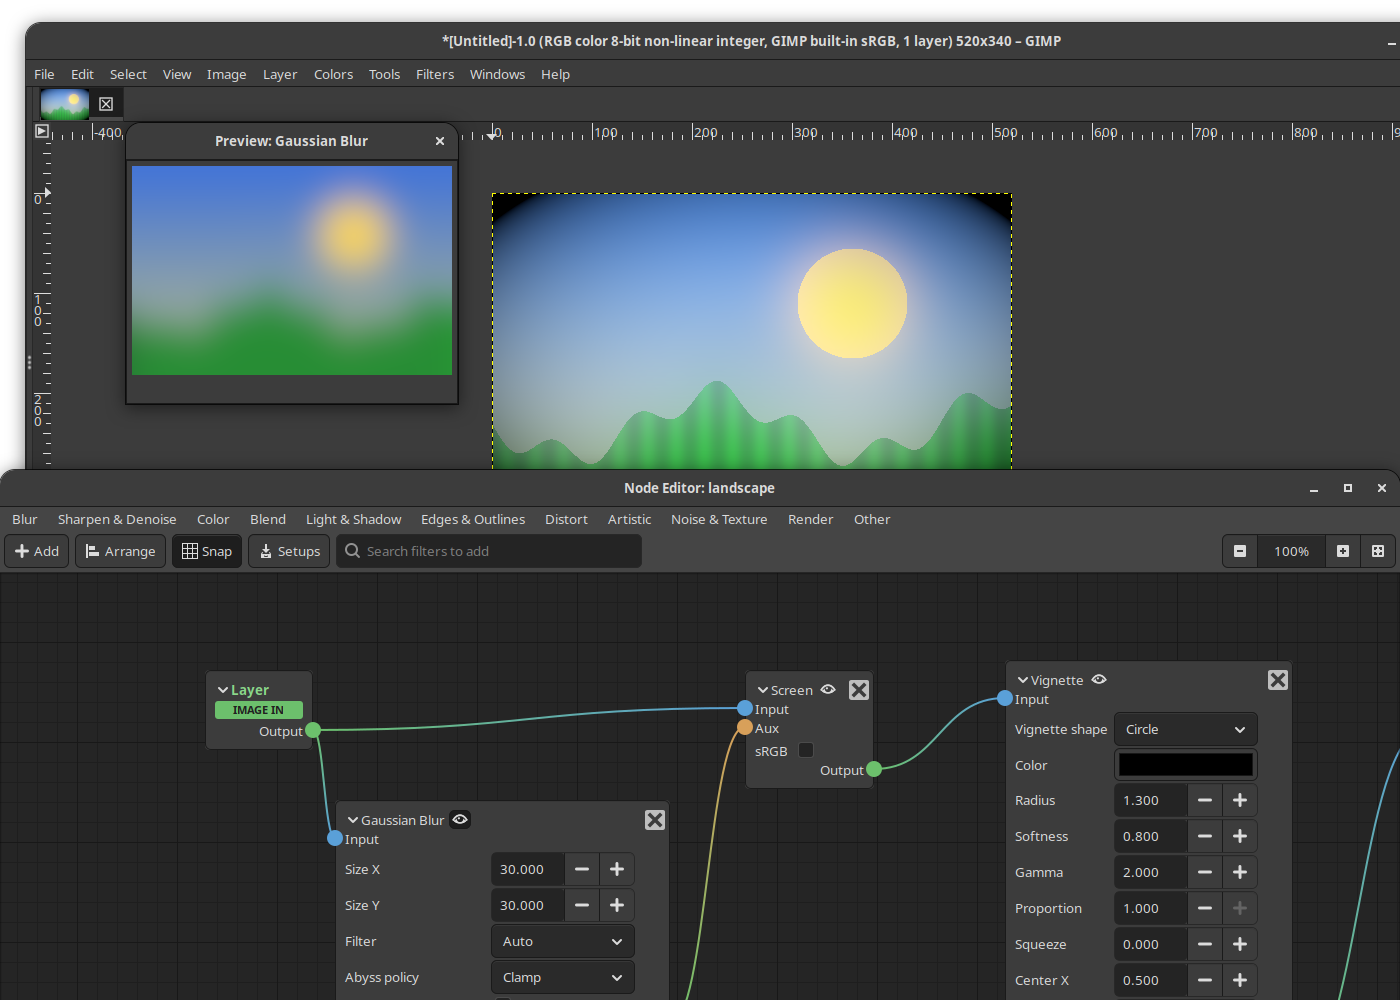 *[Untitled]-1.0 (RGB color 8-bit non-linear integer, GIMP built-in sRGB, 1 layer) 520x340 – GIMP
File Edit Select View Image Layer Colors Tools Filters Windows Help
-400 0 100 200 300 400 500 600 700 800 9
Preview: Gaussian Blur
0
100
200
Node Editor: landscape
Blur Sharpen & Denoise Color Blend Light & Shadow Edges & Outlines Distort Artistic Noise & Texture Render Other
Add Arrange Snap Setups Search filters to add 100%
Layer
IMAGE IN
Output
Gaussian Blur
Input
Size X 30.000
Size Y 30.000
Filter Auto
Abyss policy Clamp
Screen
Input
Aux
sRGB
Output
Vignette
Input
Vignette shape Circle
Color
Radius 1.300
Softness 0.800
Gamma 2.000
Proportion 1.000
Squeeze 0.000
Center X 0.500